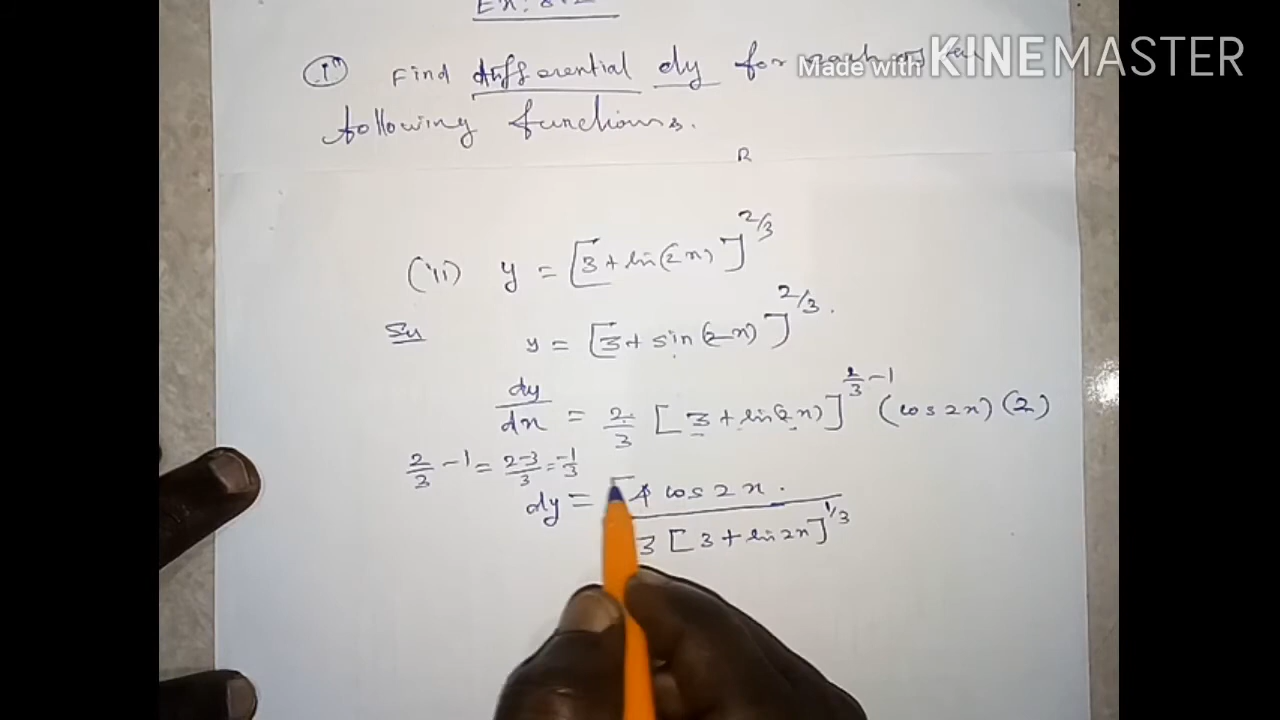 Ex: 8.2
Made with KINEMASTER
① Find differential dy for each of the
following functions.
R
(ii) y = [3 + sin(2x)]^2/3
y = [3 + sin(2x)]^2/3.
dy/dx = 2/3 [3 + sin(2x)]^2/3 -1 (cos 2x) (2)
2/3 -1 = 2-3/3 = -1/3
dy = [4 cos 2x. / 3 [3 + sin 2x]^1/3